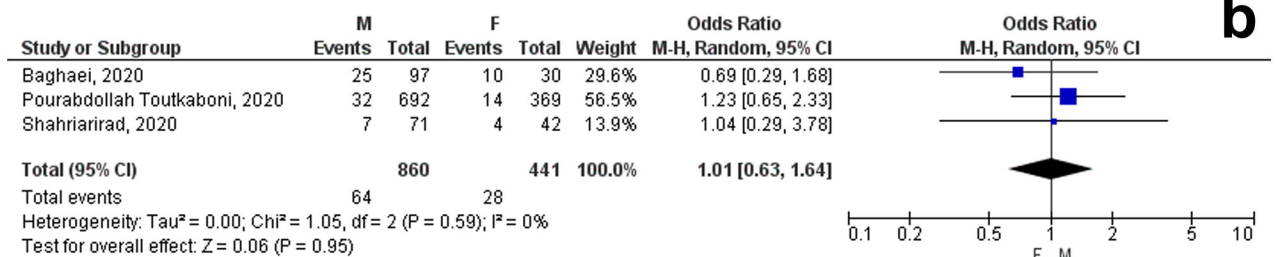 M F Odds Ratio Odds Ratio b
Study or Subgroup Events Total Events Total Weight M-H, Random, 95% CI M-H, Random, 95% CI
Baghaei, 2020 25 97 10 30 29.6% 0.69 [0.29, 1.68]
Pourabdollah Toutkaboni, 2020 32 692 14 369 56.5% 1.23 [0.65, 2.33]
Shahriarirad, 2020 7 71 4 42 13.9% 1.04 [0.29, 3.78]
Total (95% CI) 860 441 100.0% 1.01 [0.63, 1.64]
Total events 64 28
Heterogeneity: Tau² = 0.00; Chi² = 1.05, df = 2 (P = 0.59); I² = 0%
Test for overall effect: Z = 0.06 (P = 0.95)
0.1 0.2 0.5 1 2 5 10
F M